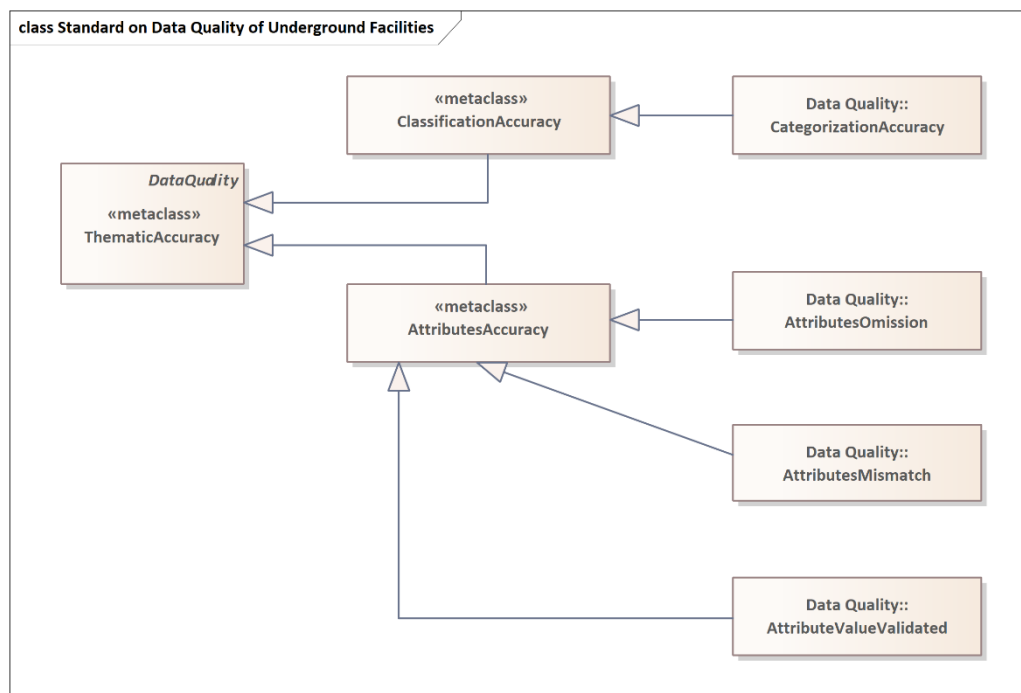 class Standard on Data Quality of Underground Facilities
«metaclass»
ClassificationAccuracy
Data Quality::
CategorizationAccuracy
DataQuality
«metaclass»
ThematicAccuracy
«metaclass»
AttributesAccuracy
Data Quality::
AttributesOmission
Data Quality::
AttributesMismatch
Data Quality::
AttributeValueValidated